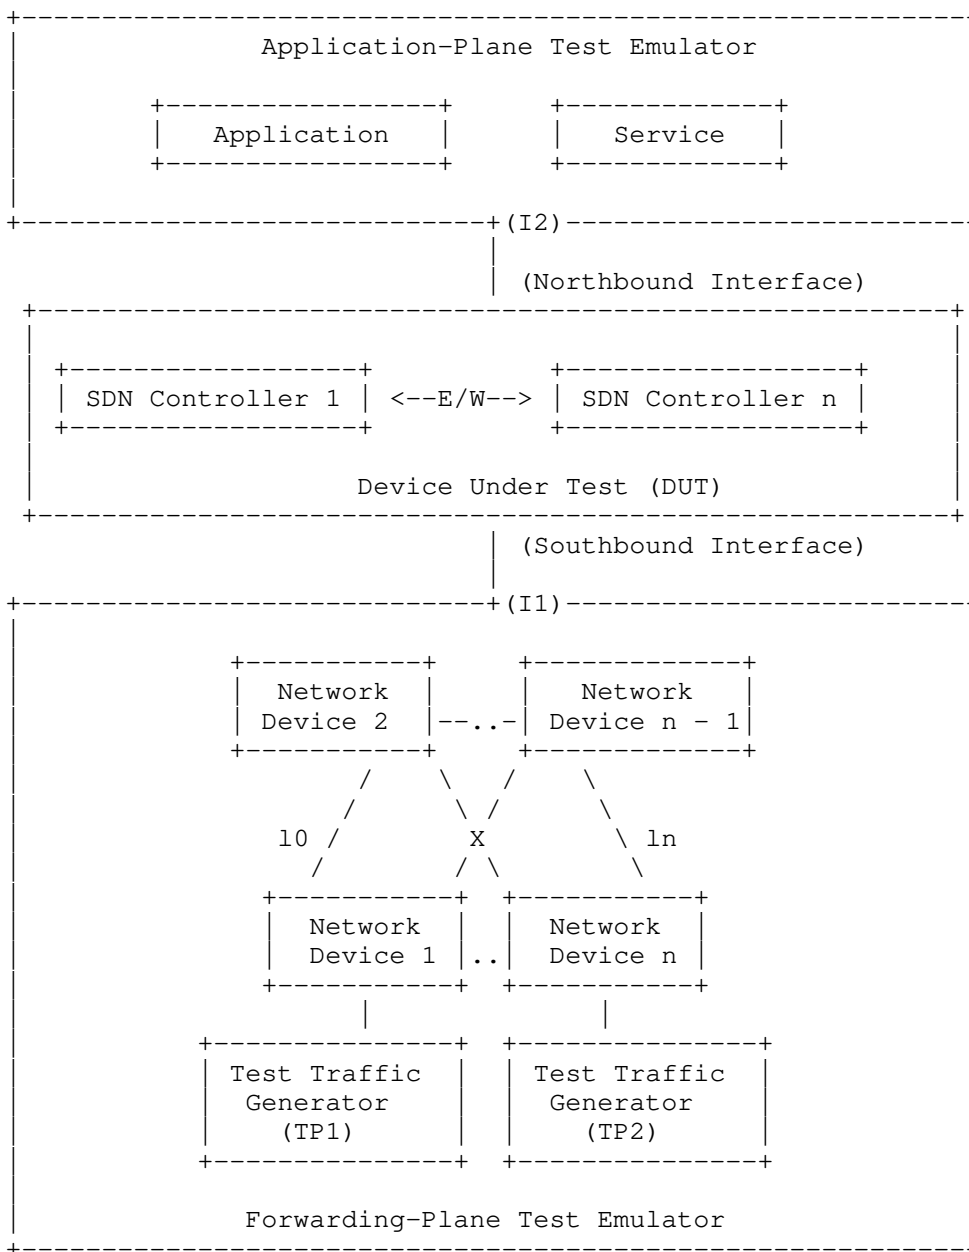 Application-Plane Test Emulator
Application Service
(I2)
(Northbound Interface)
SDN Controller 1 <--E/W--> SDN Controller n
Device Under Test (DUT)
(Southbound Interface)
(I1)
Network Network
Device 2 --..- Device n - 1
l0 X ln
Network Network
Device 1 .. Device n
Test Traffic Test Traffic
Generator Generator
(TP1) (TP2)
Forwarding-Plane Test Emulator